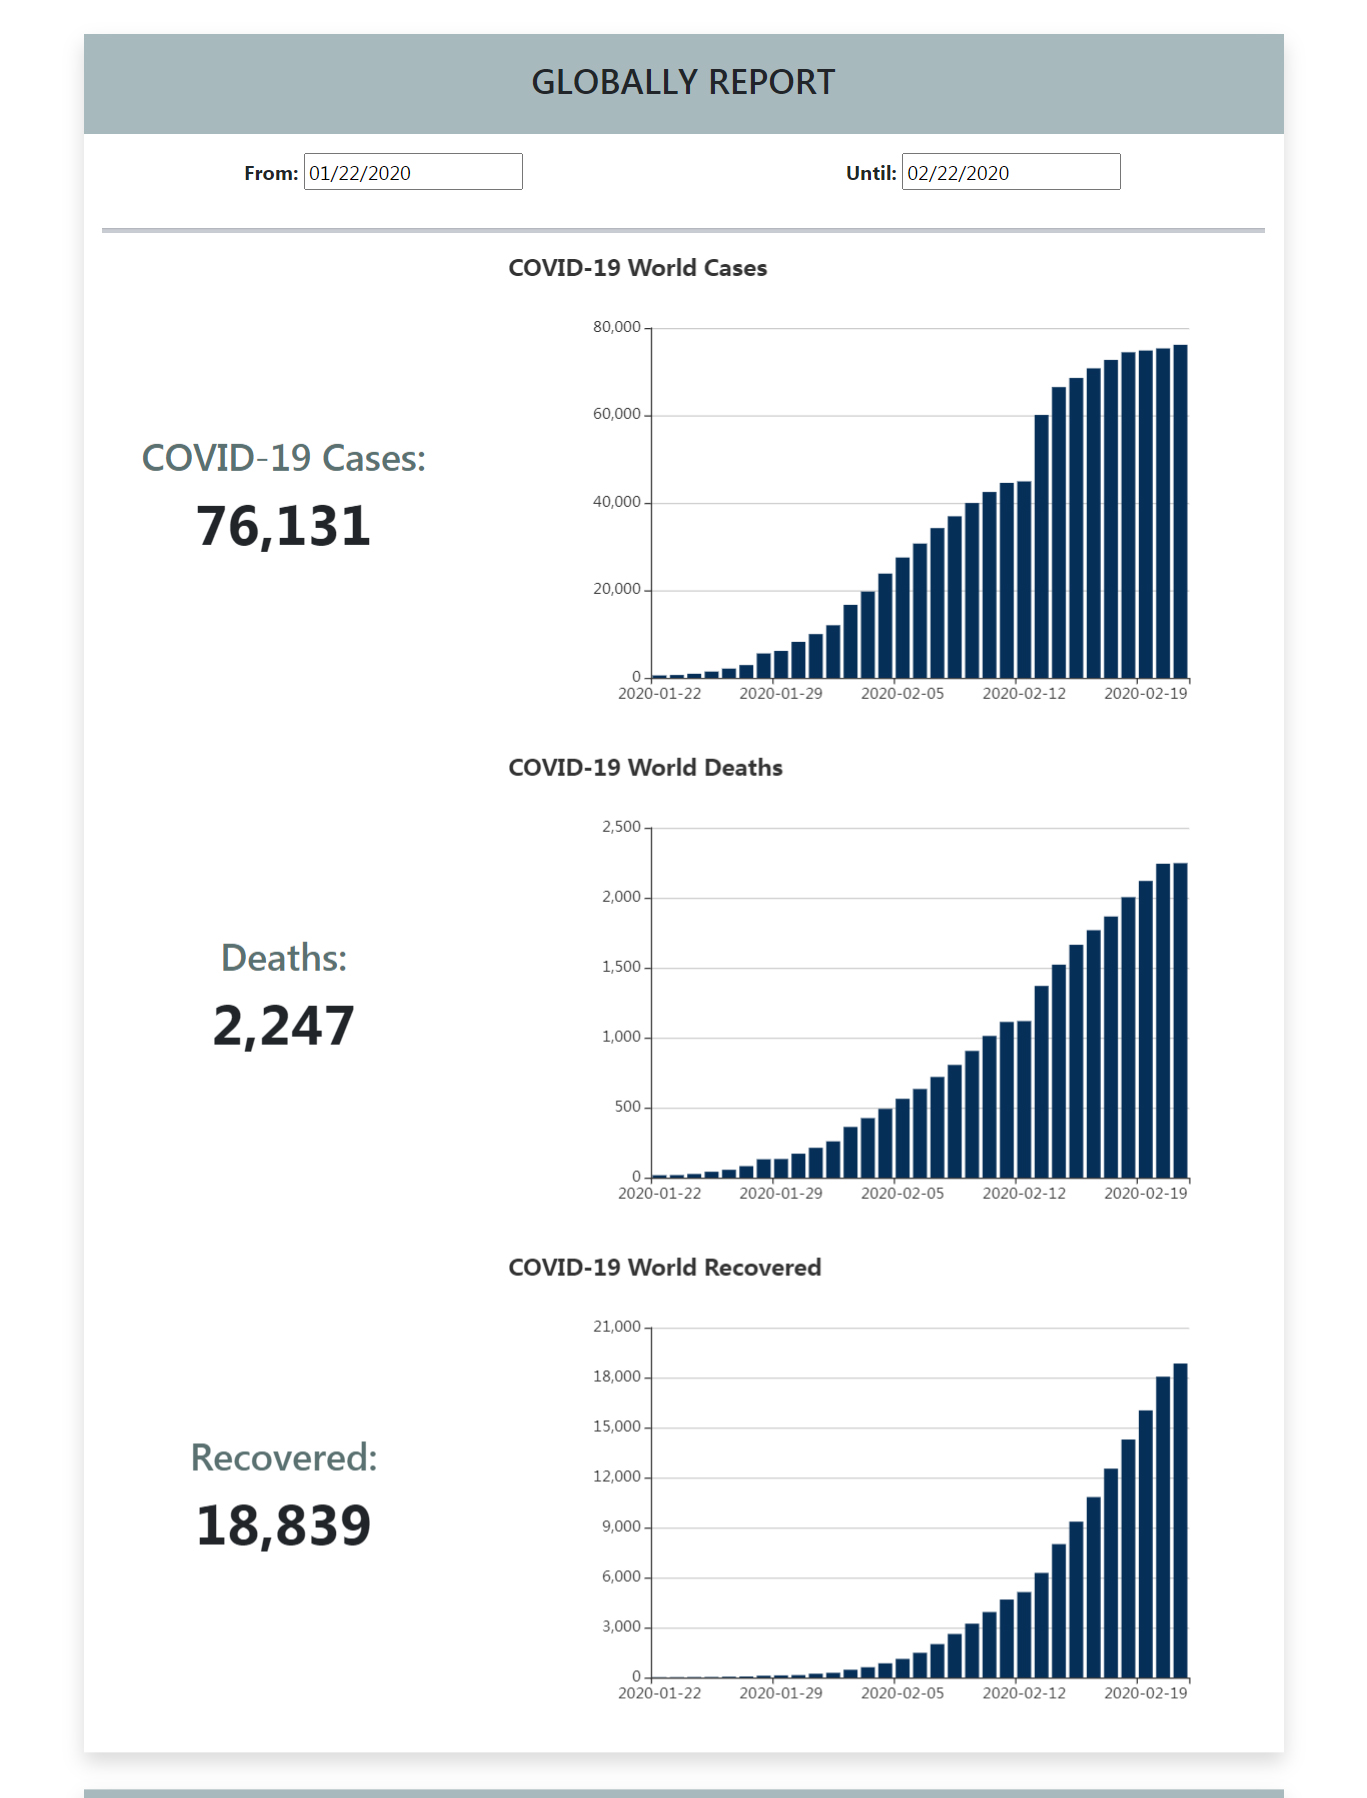 GLOBALLY REPORT
From: 01/22/2020 Until: 02/22/2020
COVID-19 World Cases
80,000
60,000
40,000
20,000
0
2020-01-22 2020-01-29 2020-02-05 2020-02-12 2020-02-19
COVID-19 Cases:
76,131
COVID-19 World Deaths
2,500
2,000
1,500
1,000
500
0
2020-01-22 2020-01-29 2020-02-05 2020-02-12 2020-02-19
Deaths:
2,247
COVID-19 World Recovered
21,000
18,000
15,000
12,000
9,000
6,000
3,000
0
2020-01-22 2020-01-29 2020-02-05 2020-02-12 2020-02-19
Recovered:
18,839